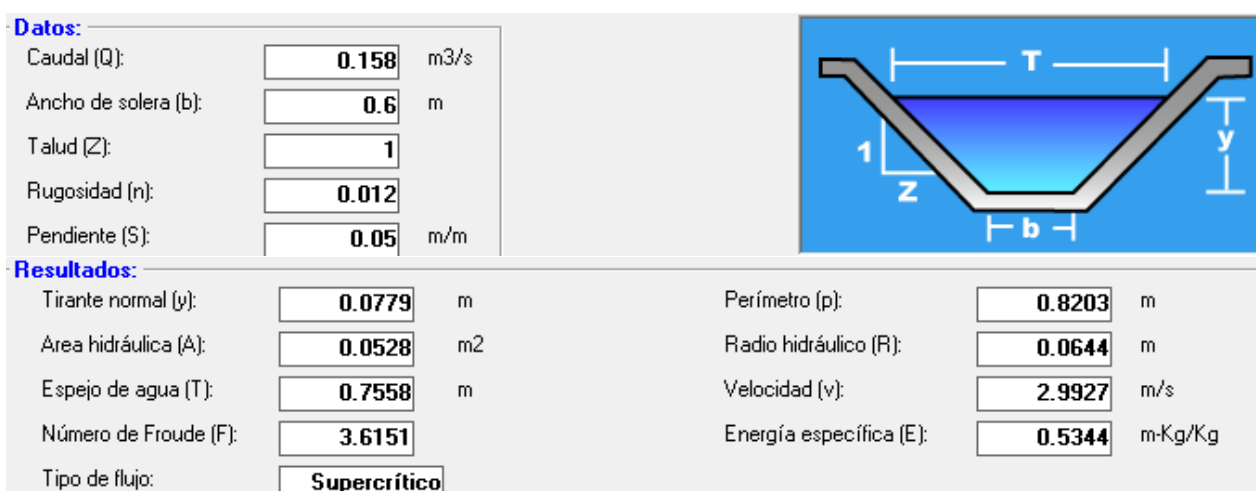 Datos:
Caudal (Q): 0.158 m3/s
Ancho de solera (b): 0.6 m
Talud (Z): 1
Rugosidad (n): 0.012
Pendiente (S): 0.05 m/m
T
y
1
Z
b
Resultados:
Tirante normal (y): 0.0779 m Perímetro (p): 0.8203 m
Area hidráulica (A): 0.0528 m2 Radio hidráulico (R): 0.0644 m
Espejo de agua (T): 0.7558 m Velocidad (v): 2.9927 m/s
Número de Froude (F): 3.6151 Energía específica (E): 0.5344 m-Kg/Kg
Tipo de flujo: Supercrítico